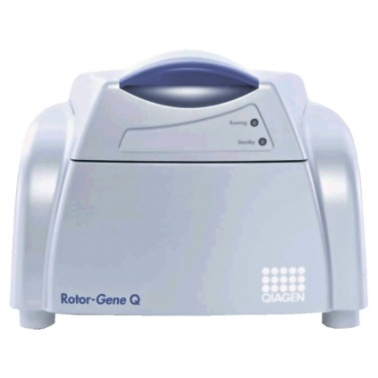 Running
Standby
Rotor-Gene Q
QIAGEN